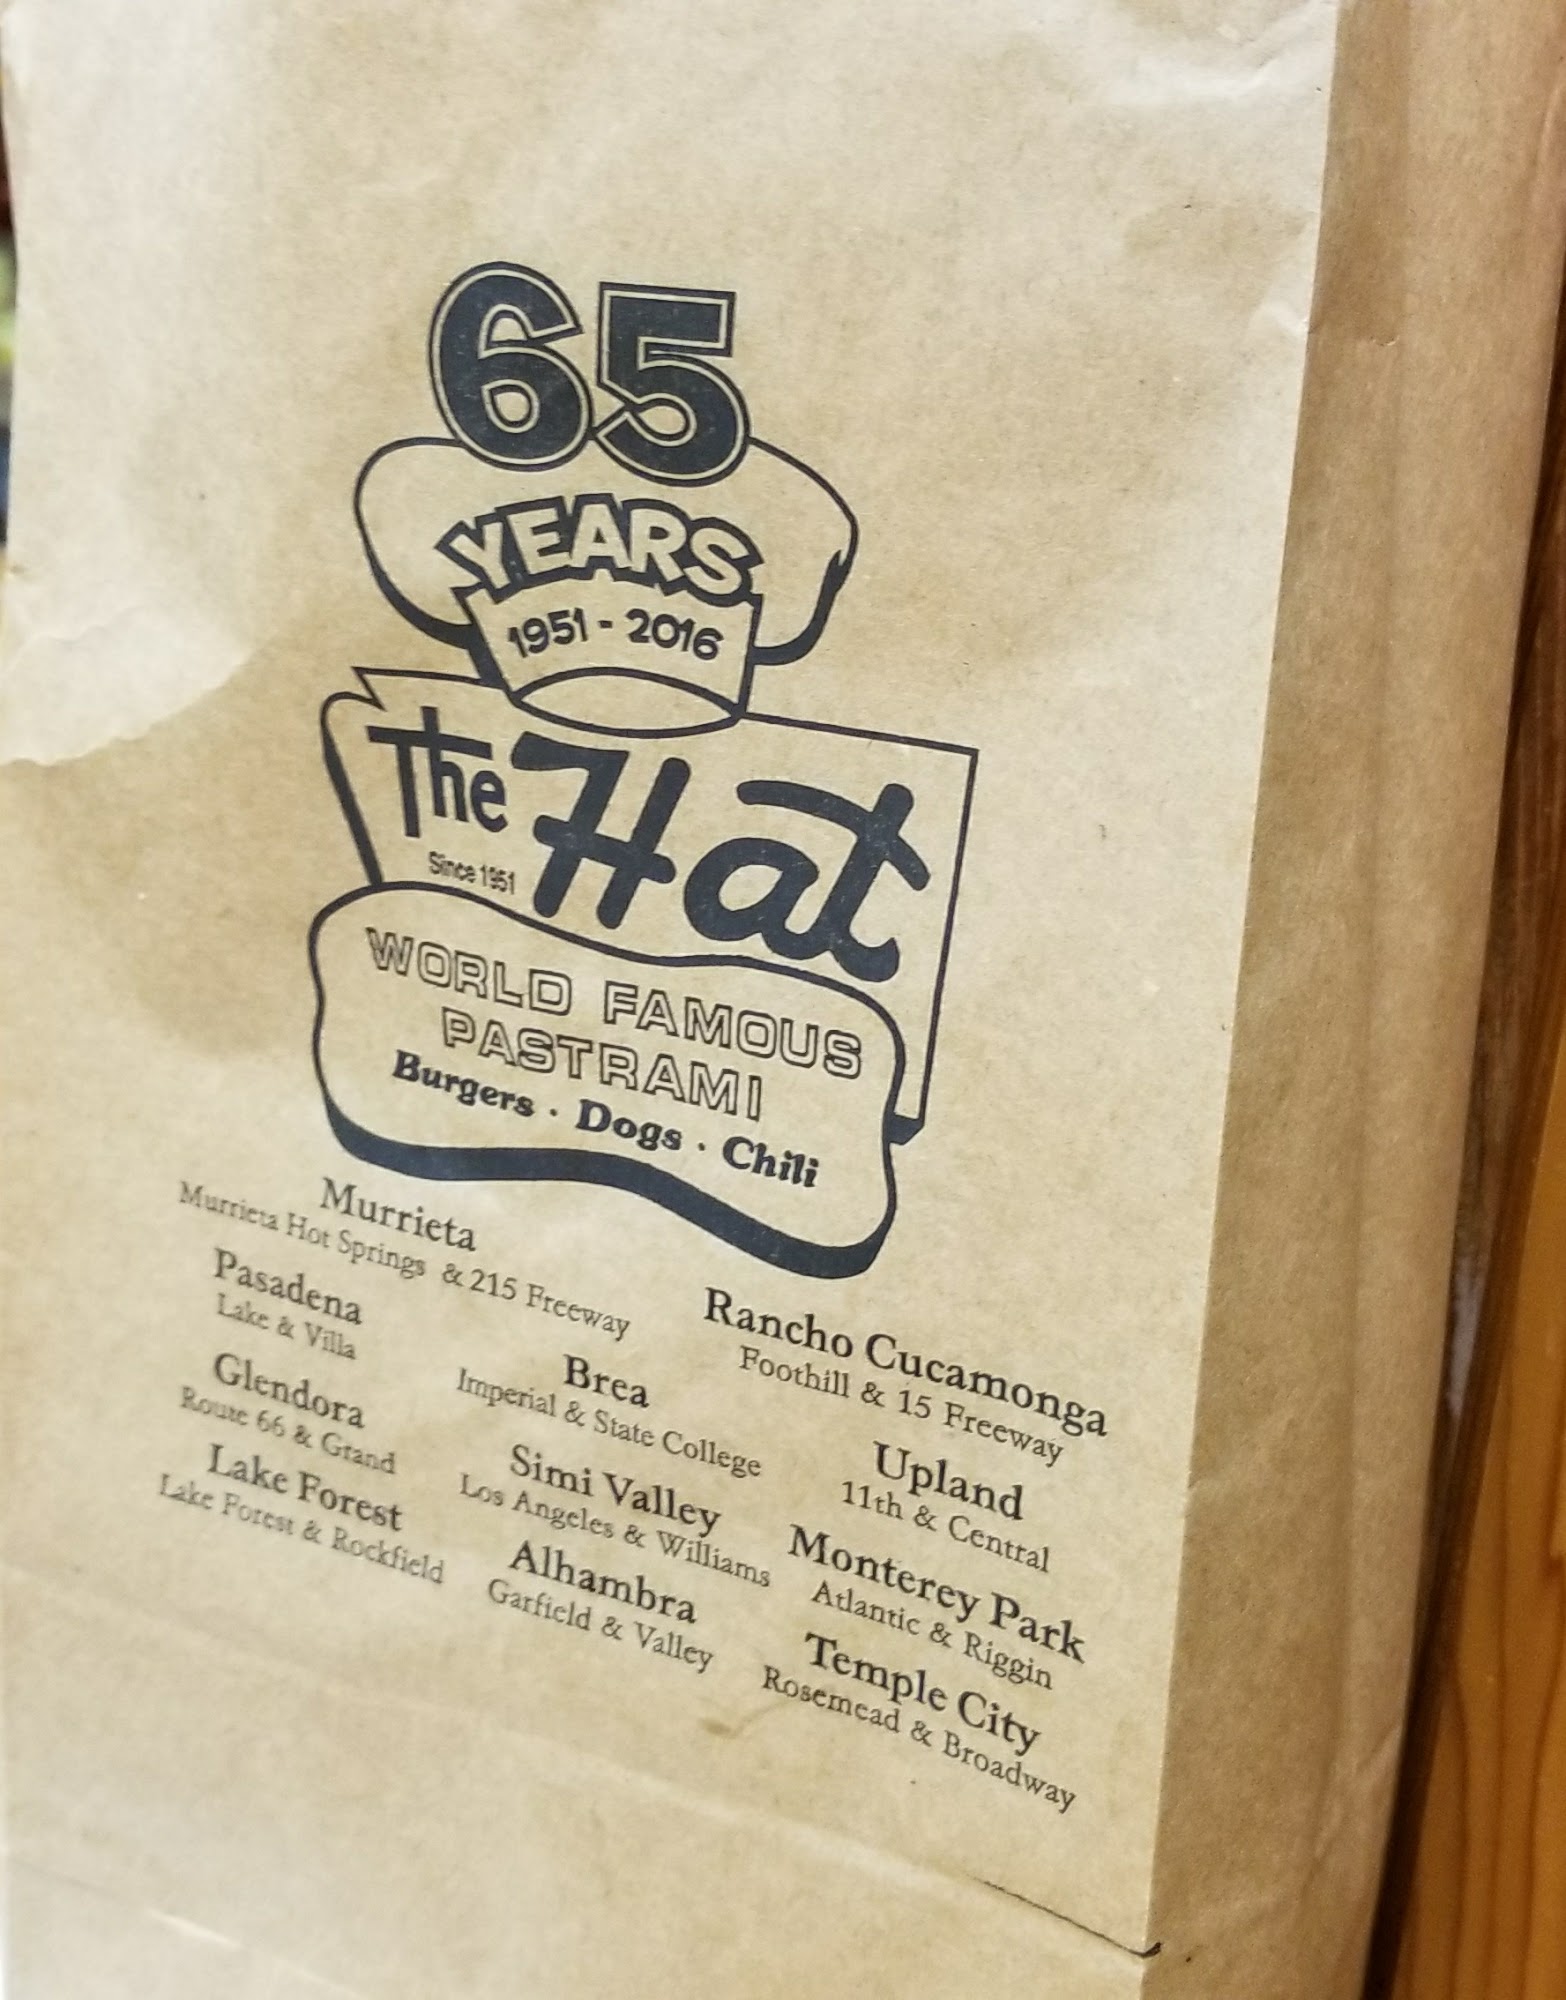 65
YEARS
1951 - 2016
The Hat
Since 1951
WORLD FAMOUS
PASTRAMI
Burgers · Dogs · Chili
Murrieta
Murrieta Hot Springs & 215 Freeway
Pasadena
Lake & Villa
Glendora
Route 66 & Grand
Lake Forest
Lake Forest & Rockfield
Brea
Imperial & State College
Simi Valley
Los Angeles & Williams
Alhambra
Garfield & Valley
Rancho Cucamonga
Foothill & 15 Freeway
Upland
11th & Central
Monterey Park
Atlantic & Riggin
Temple City
Rosemead & Broadway